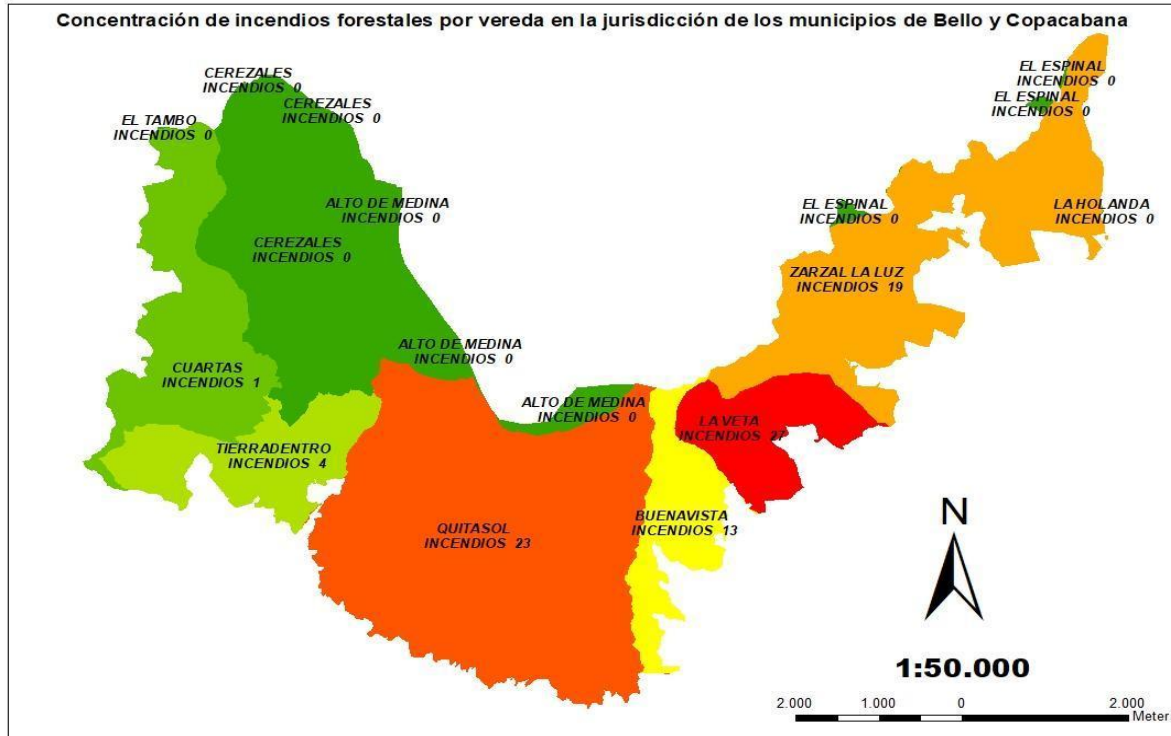 Concentración de incendios forestales por vereda en la jurisdicción de los municipios de Bello y Copacabana
CEREZALES
INCENDIOS 0
CEREZALES
INCENDIOS 0
EL TAMBO
INCENDIOS 0
EL ESPINAL
INCENDIOS 0
EL ESPINAL
INCENDIOS 0
ALTO DE MEDINA
INCENDIOS 0
EL ESPINAL
INCENDIOS 0
LA HOLANDA
INCENDIOS 0
CEREZALES
INCENDIOS 0
ZARZAL LA LUZ
INCENDIOS 19
ALTO DE MEDINA
INCENDIOS 0
CUARTAS
INCENDIOS 1
ALTO DE MEDINA
INCENDIOS 0
LA VETA
INCENDIOS 27
TIERRADENTRO
INCENDIOS 4
QUITASOL
INCENDIOS 23
BUENAVISTA
INCENDIOS 13
N
1:50.000
2.000 1.000 0 2.000
Meter